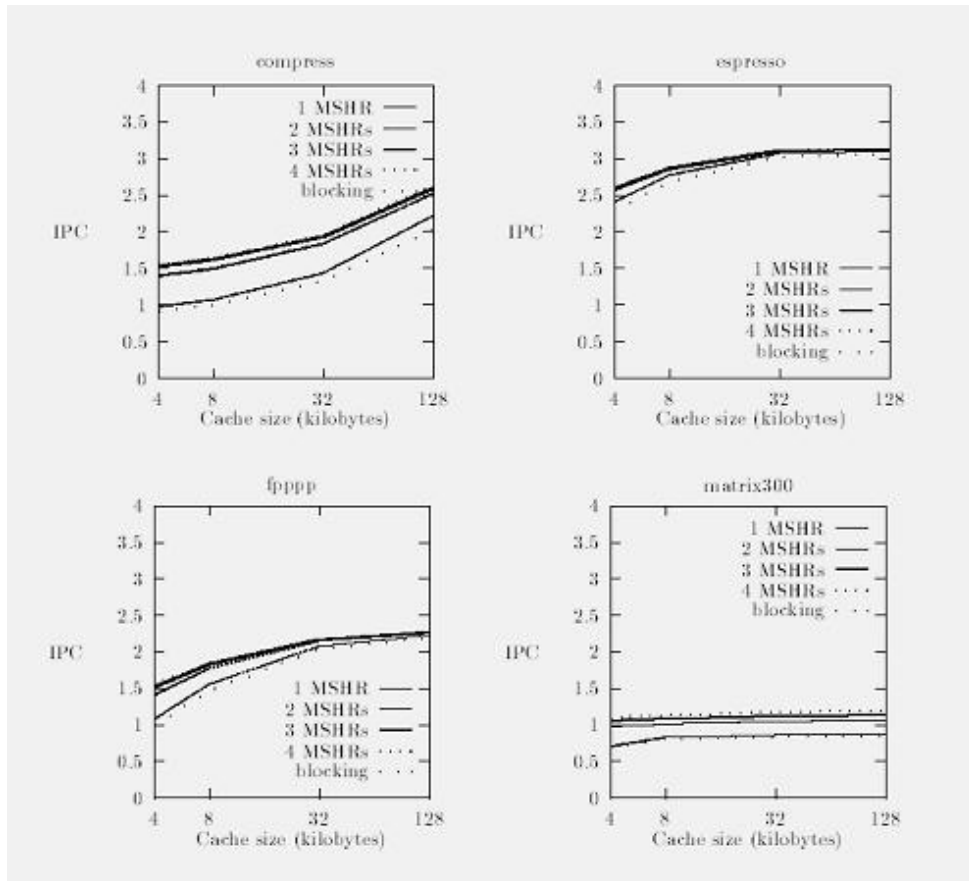 compress
4
3.5
3
2.5
2
1.5
1
0.5
0
IPC
1 MSHR
2 MSHRs
3 MSHRs
4 MSHRs
blocking
4 8 32 128
Cache size (kilobytes)
espresso
4
3.5
3
2.5
2
1.5
1
0.5
0
IPC
1 MSHR
2 MSHRs
3 MSHRs
4 MSHRs
blocking
4 8 32 128
Cache size (kilobytes)
fpppp
4
3.5
3
2.5
2
1.5
1
0.5
0
IPC
1 MSHR
2 MSHRs
3 MSHRs
4 MSHRs
blocking
4 8 32 128
Cache size (kilobytes)
matrix300
4
3.5
3
2.5
2
1.5
1
0.5
0
IPC
1 MSHR
2 MSHRs
3 MSHRs
4 MSHRs
blocking
4 8 32 128
Cache size (kilobytes)